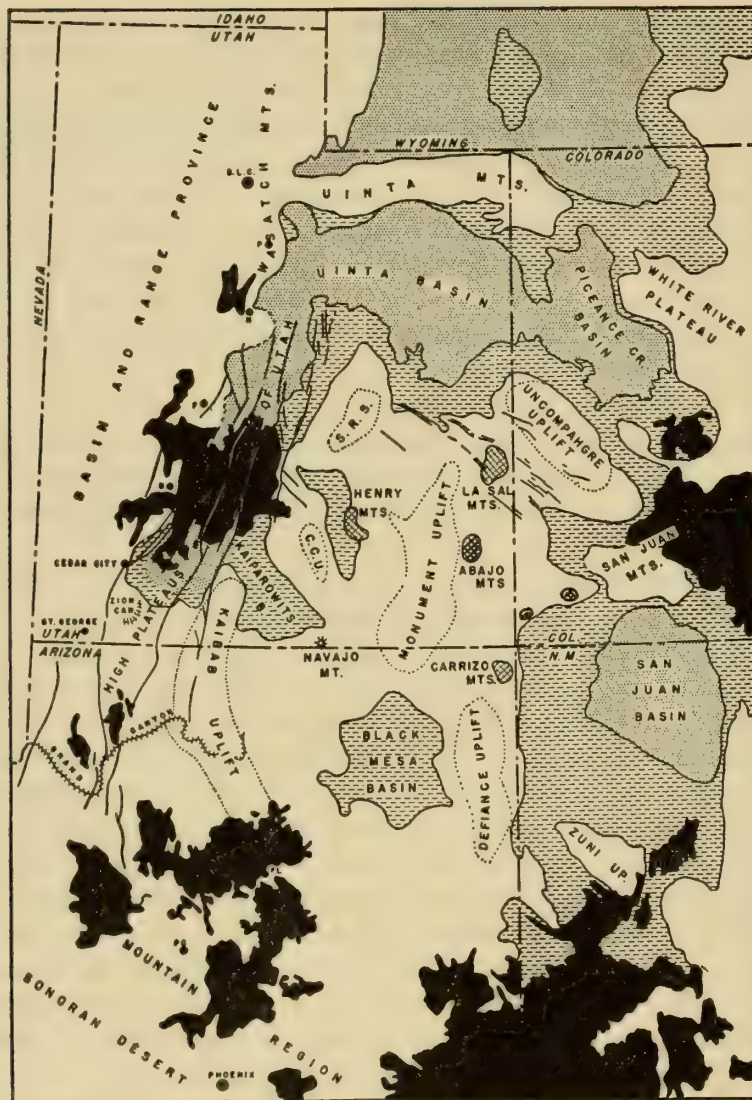 IDAHO
UTAH
WYOMING
COLORADO
NEVADA
BASIN AND RANGE PROVINCE
WASATCH MTS.
S.L.C.
UINTA MTS.
UINTA BASIN
PICEANCE CR.
BASIN
WHITE RIVER
PLATEAU
OF UTAH
S.R.S.
UNCOMPAHGRE
UPLIFT
HENRY
MTS.
LA SAL
MTS.
C.C.U.
MONUMENT UPLIFT
ABAJO
MTS
SAN JUAN
MTS.
CEDAR CITY
ZION
CAN.
HIGH PLATEAUS
KAIPAROWITS
B.
KAIBAB
UPLIFT
ST. GEORGE
UTAH
ARIZONA
NAVAJO
MT.
CARRIZO
MTS.
COL.
N.M.
SAN
JUAN
BASIN
GRAND
CANYON
BLACK
MESA
BASIN
DEFIANCE UPLIFT
ZUNI UP.
MOUNTAIN
REGION
SONORAN DESERT
PHOENIX